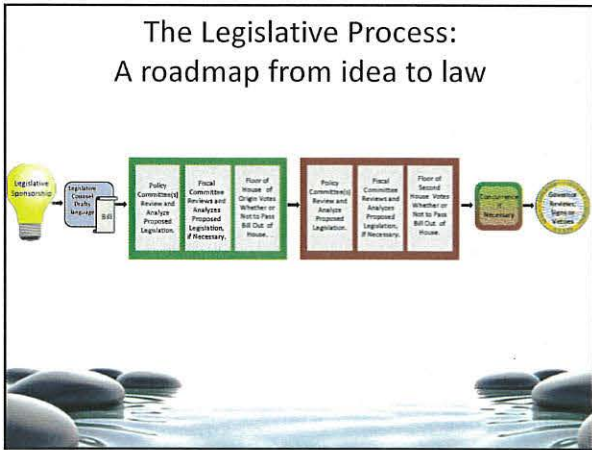 The Legislative Process:
A roadmap from idea to law
Legislative
Sponsorship
Legislative
Counsel
Drafts
language
Bill
Policy
Committee(s)
Review and
Analyze
Proposed
Legislation.
Fiscal
Committee
Reviews and
Analyzes
Proposed
Legislation,
if Necessary.
Floor of
House of
Origin Votes
Whether or
Not to Pass
Bill Out of
House.
Policy
Committee(s)
Review and
Analyze
Proposed
Legislation.
Fiscal
Committee
Reviews and
Analyzes
Proposed
Legislation,
if Necessary.
Floor of
Second
House Votes
Whether or
Not to Pass
Bill Out of
House.
Concurrence
if
Necessary
Governor
Reviews,
Signs or
Vetoes